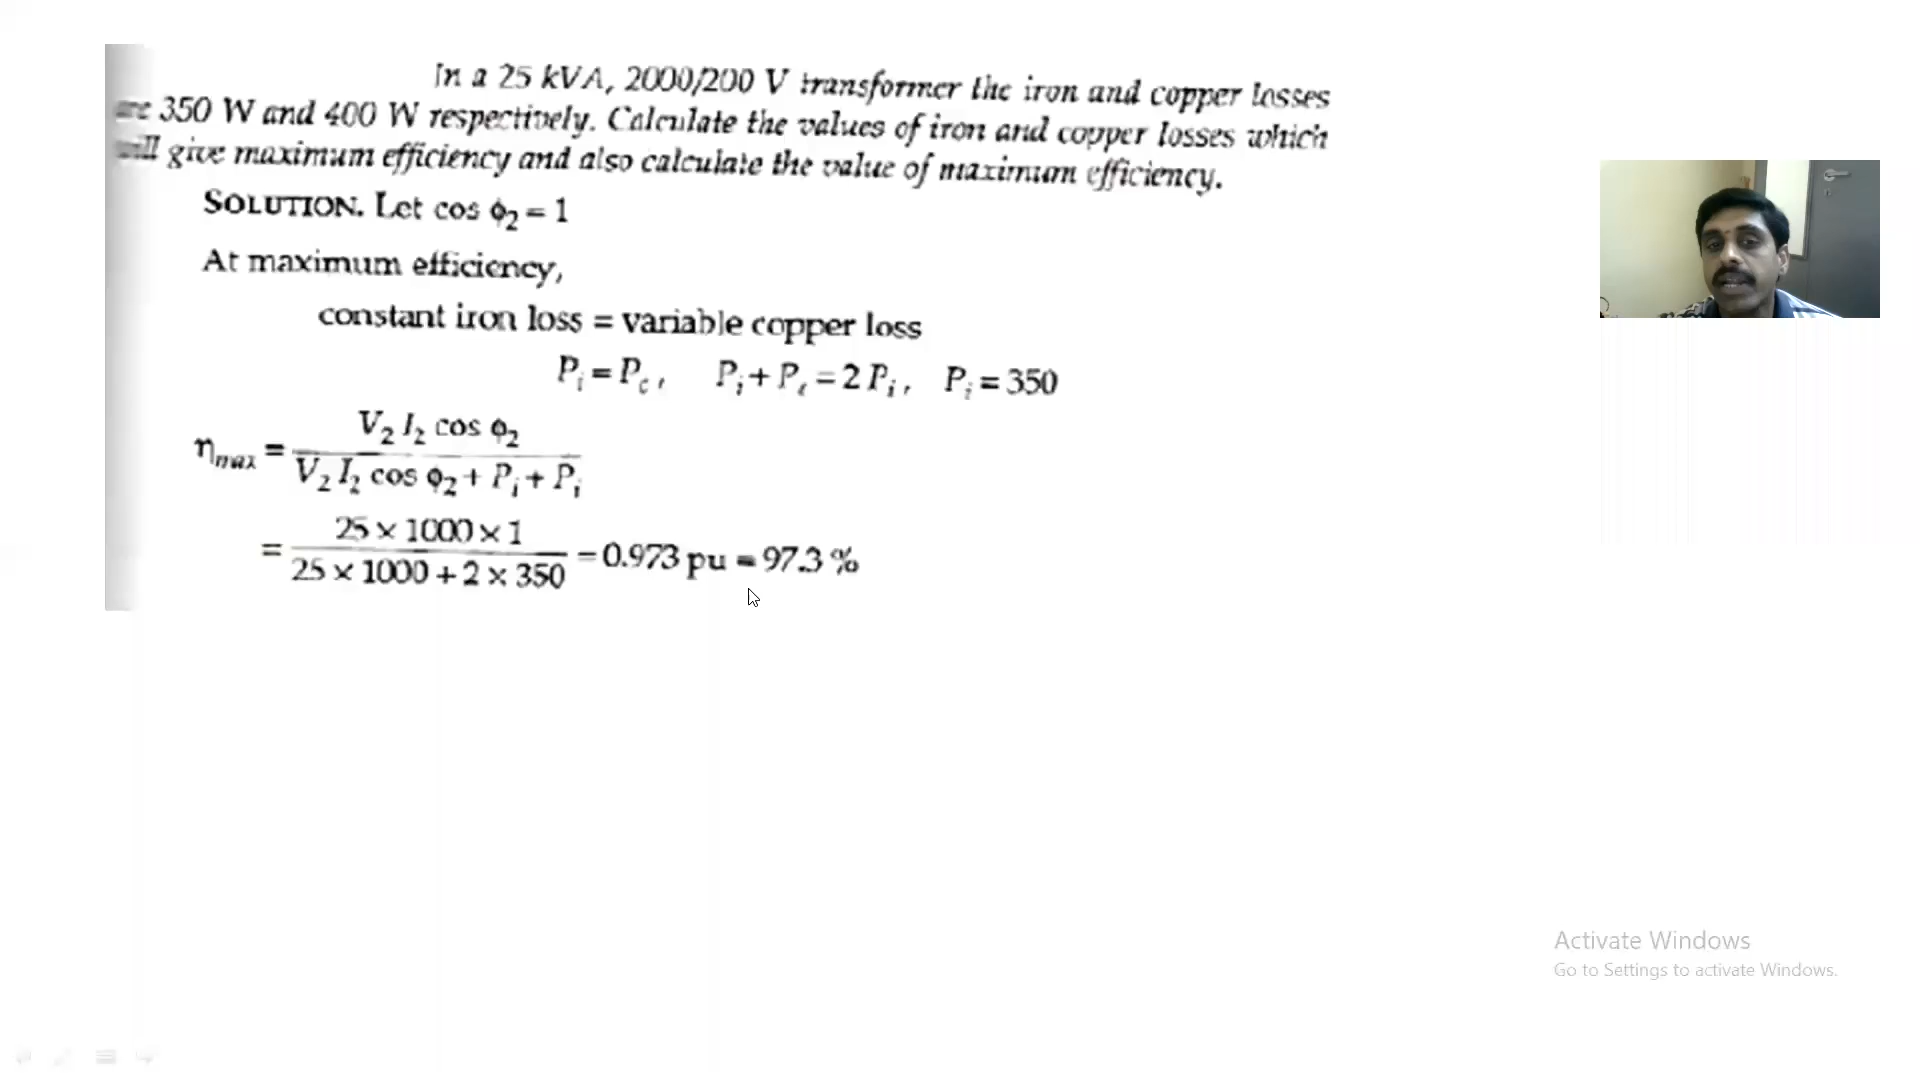 In a 25 kVA, 2000/200 V transformer the iron and copper losses
are 350 W and 400 W respectively. Calculate the values of iron and copper losses which
will give maximum efficiency and also calculate the value of maximum efficiency.
SOLUTION. Let cos ϕ₂ = 1
At maximum efficiency,
constant iron loss = variable copper loss
Pᵢ = P꜀, Pᵢ + P꜀ = 2 Pᵢ, Pᵢ = 350
ηₘₐₓ = V₂ I₂ cos ϕ₂ / V₂ I₂ cos ϕ₂ + Pᵢ + Pᵢ
= 25 × 1000 × 1 / 25 × 1000 + 2 × 350 = 0.973 pu = 97.3 %
Activate Windows
Go to Settings to activate Windows.